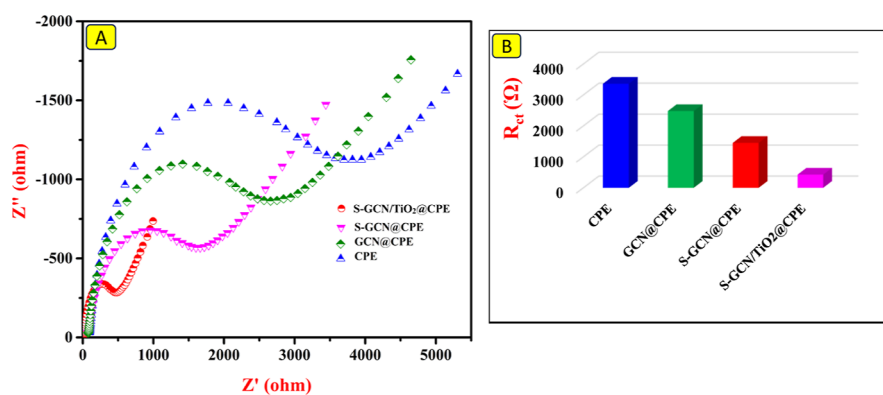 A
-2000
-1500
-1000
-500
0
Z'' (ohm)
0 1000 2000 3000 4000 5000
Z' (ohm)
S-GCN/TiO₂@CPE
S-GCN@CPE
GCN@CPE
CPE
B
4000
3000
2000
1000
0
Rct (Ώ)
CPE
GCN@CPE
S-GCN@CPE
S-GCN/TiO2@CPE